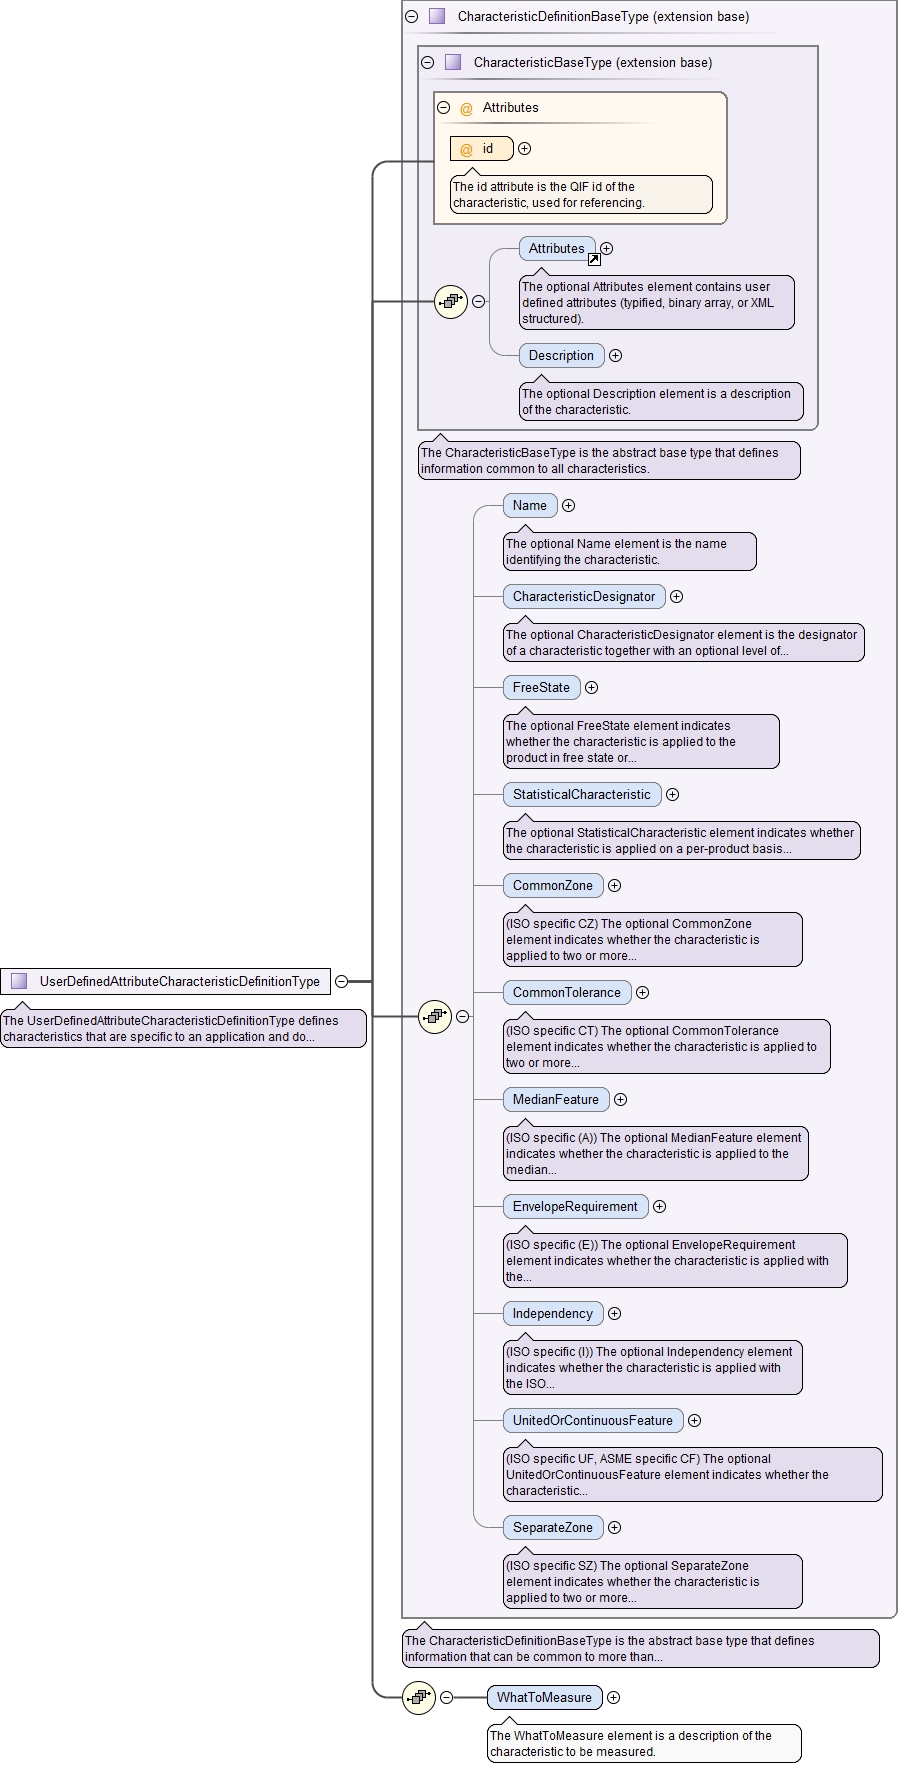 CharacteristicDefinitionBaseType (extension base)
CharacteristicBaseType (extension base)
@ Attributes
@ id
The id attribute is the QIF id of the
characteristic, used for referencing.
Attributes
The optional Attributes element contains user
defined attributes (typified, binary array, or XML
structured).
Description
The optional Description element is a description
of the characteristic.
The CharacteristicBaseType is the abstract base type that defines
information common to all characteristics.
Name
The optional Name element is the name
identifying the characteristic.
CharacteristicDesignator
The optional CharacteristicDesignator element is the designator
of a characteristic together with an optional level of...
FreeState
The optional FreeState element indicates
whether the characteristic is applied to the
product in free state or...
StatisticalCharacteristic
The optional StatisticalCharacteristic element indicates whether
the characteristic is applied on a per-product basis...
CommonZone
(ISO specific CZ) The optional CommonZone
element indicates whether the characteristic is
applied to two or more...
UserDefinedAttributeCharacteristicDefinitionType
The UserDefinedAttributeCharacteristicDefinitionType defines
characteristics that are specific to an application and do...
CommonTolerance
(ISO specific CT) The optional CommonTolerance
element indicates whether the characteristic is applied to
two or more...
MedianFeature
(ISO specific (A)) The optional MedianFeature element
indicates whether the characteristic is applied to the
median...
EnvelopeRequirement
(ISO specific (E)) The optional EnvelopeRequirement
element indicates whether the characteristic is applied with
the...
Independency
(ISO specific (I)) The optional Independency element
indicates whether the characteristic is applied with
the ISO...
UnitedOrContinuousFeature
(ISO specific UF, ASME specific CF) The optional
UnitedOrContinuousFeature element indicates whether the
characteristic...
SeparateZone
(ISO specific SZ) The optional SeparateZone
element indicates whether the characteristic is
applied to two or more...
The CharacteristicDefinitionBaseType is the abstract base type that defines
information that can be common to more than...
WhatToMeasure
The WhatToMeasure element is a description of the
characteristic to be measured.